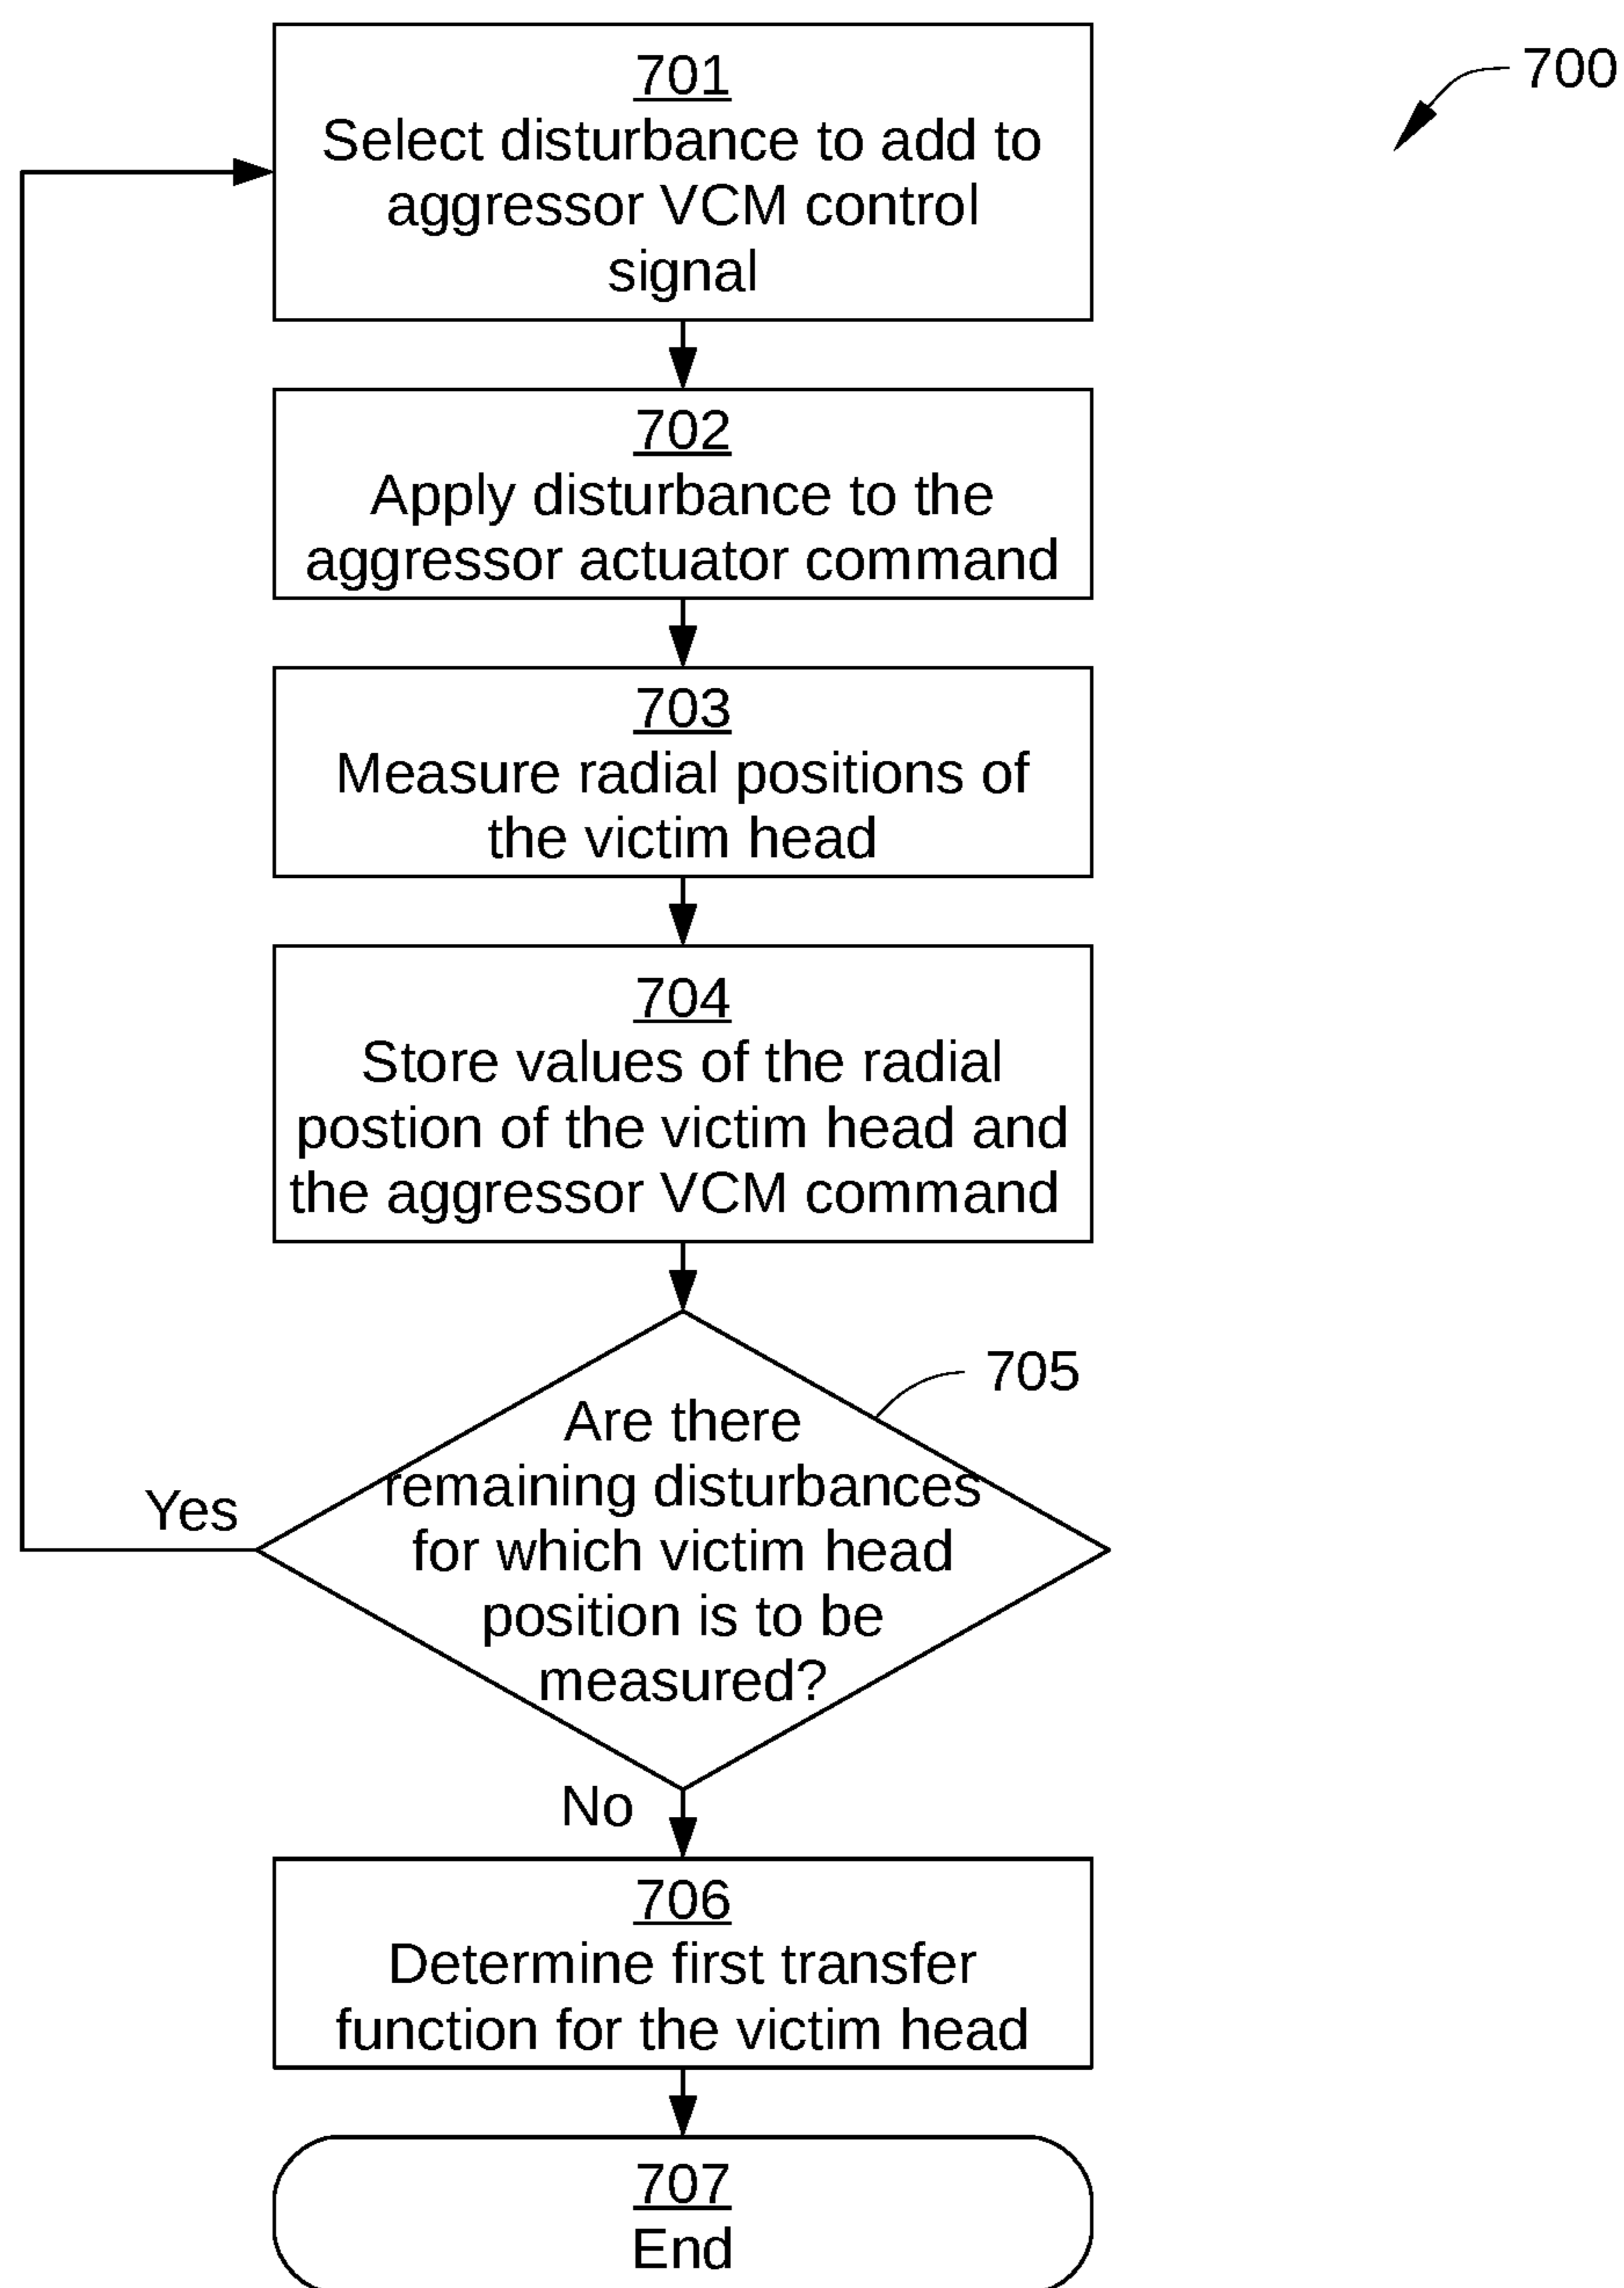 700
701
Select disturbance to add to
aggressor VCM control
signal
702
Apply disturbance to the
aggressor actuator command
703
Measure radial positions of
the victim head
704
Store values of the radial
postion of the victim head and
the aggressor VCM command
705
Are there
remaining disturbances
for which victim head
position is to be
measured?
Yes
No
706
Determine first transfer
function for the victim head
707
End